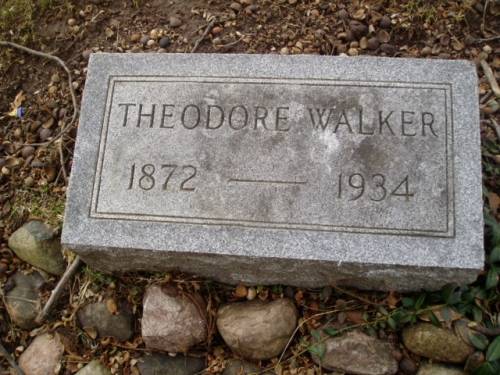 THEODORE WALKER
1872 — 1934